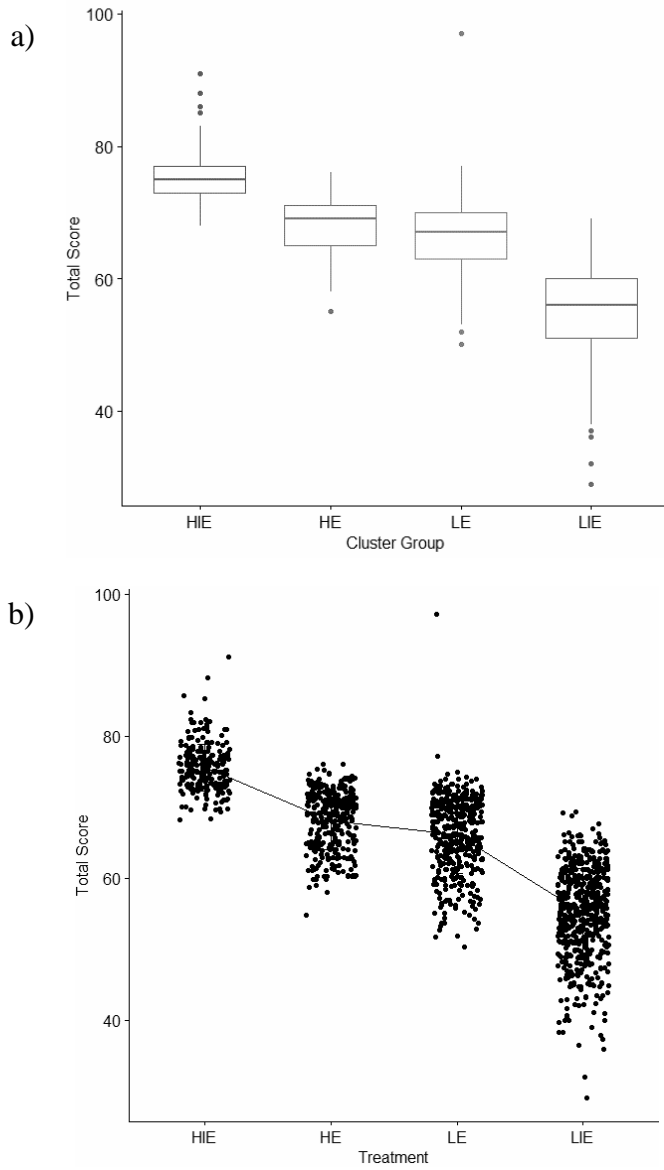 a)
100
80
60
40
Total Score
HIE HE LE LIE
Cluster Group
b)
100
80
60
40
Total Score
HIE HE LE LIE
Treatment